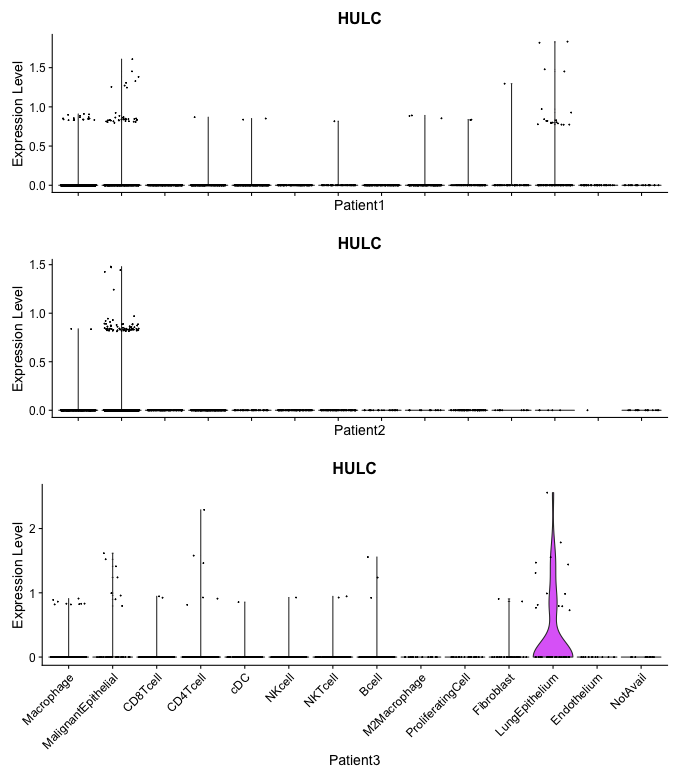 HULC
Expression Level
1.5
1.0
0.5
0.0
Patient1
HULC
Expression Level
1.5
1.0
0.5
0.0
Patient2
HULC
Expression Level
2
1
0
Macrophage
MalignantEpithelial
CD8Tcell
CD4Tcell
cDC
NKcell
NKTcell
Bcell
M2Macrophage
ProliferatingCell
Fibroblast
LungEpithelium
Endothelium
NotAvail
Patient3